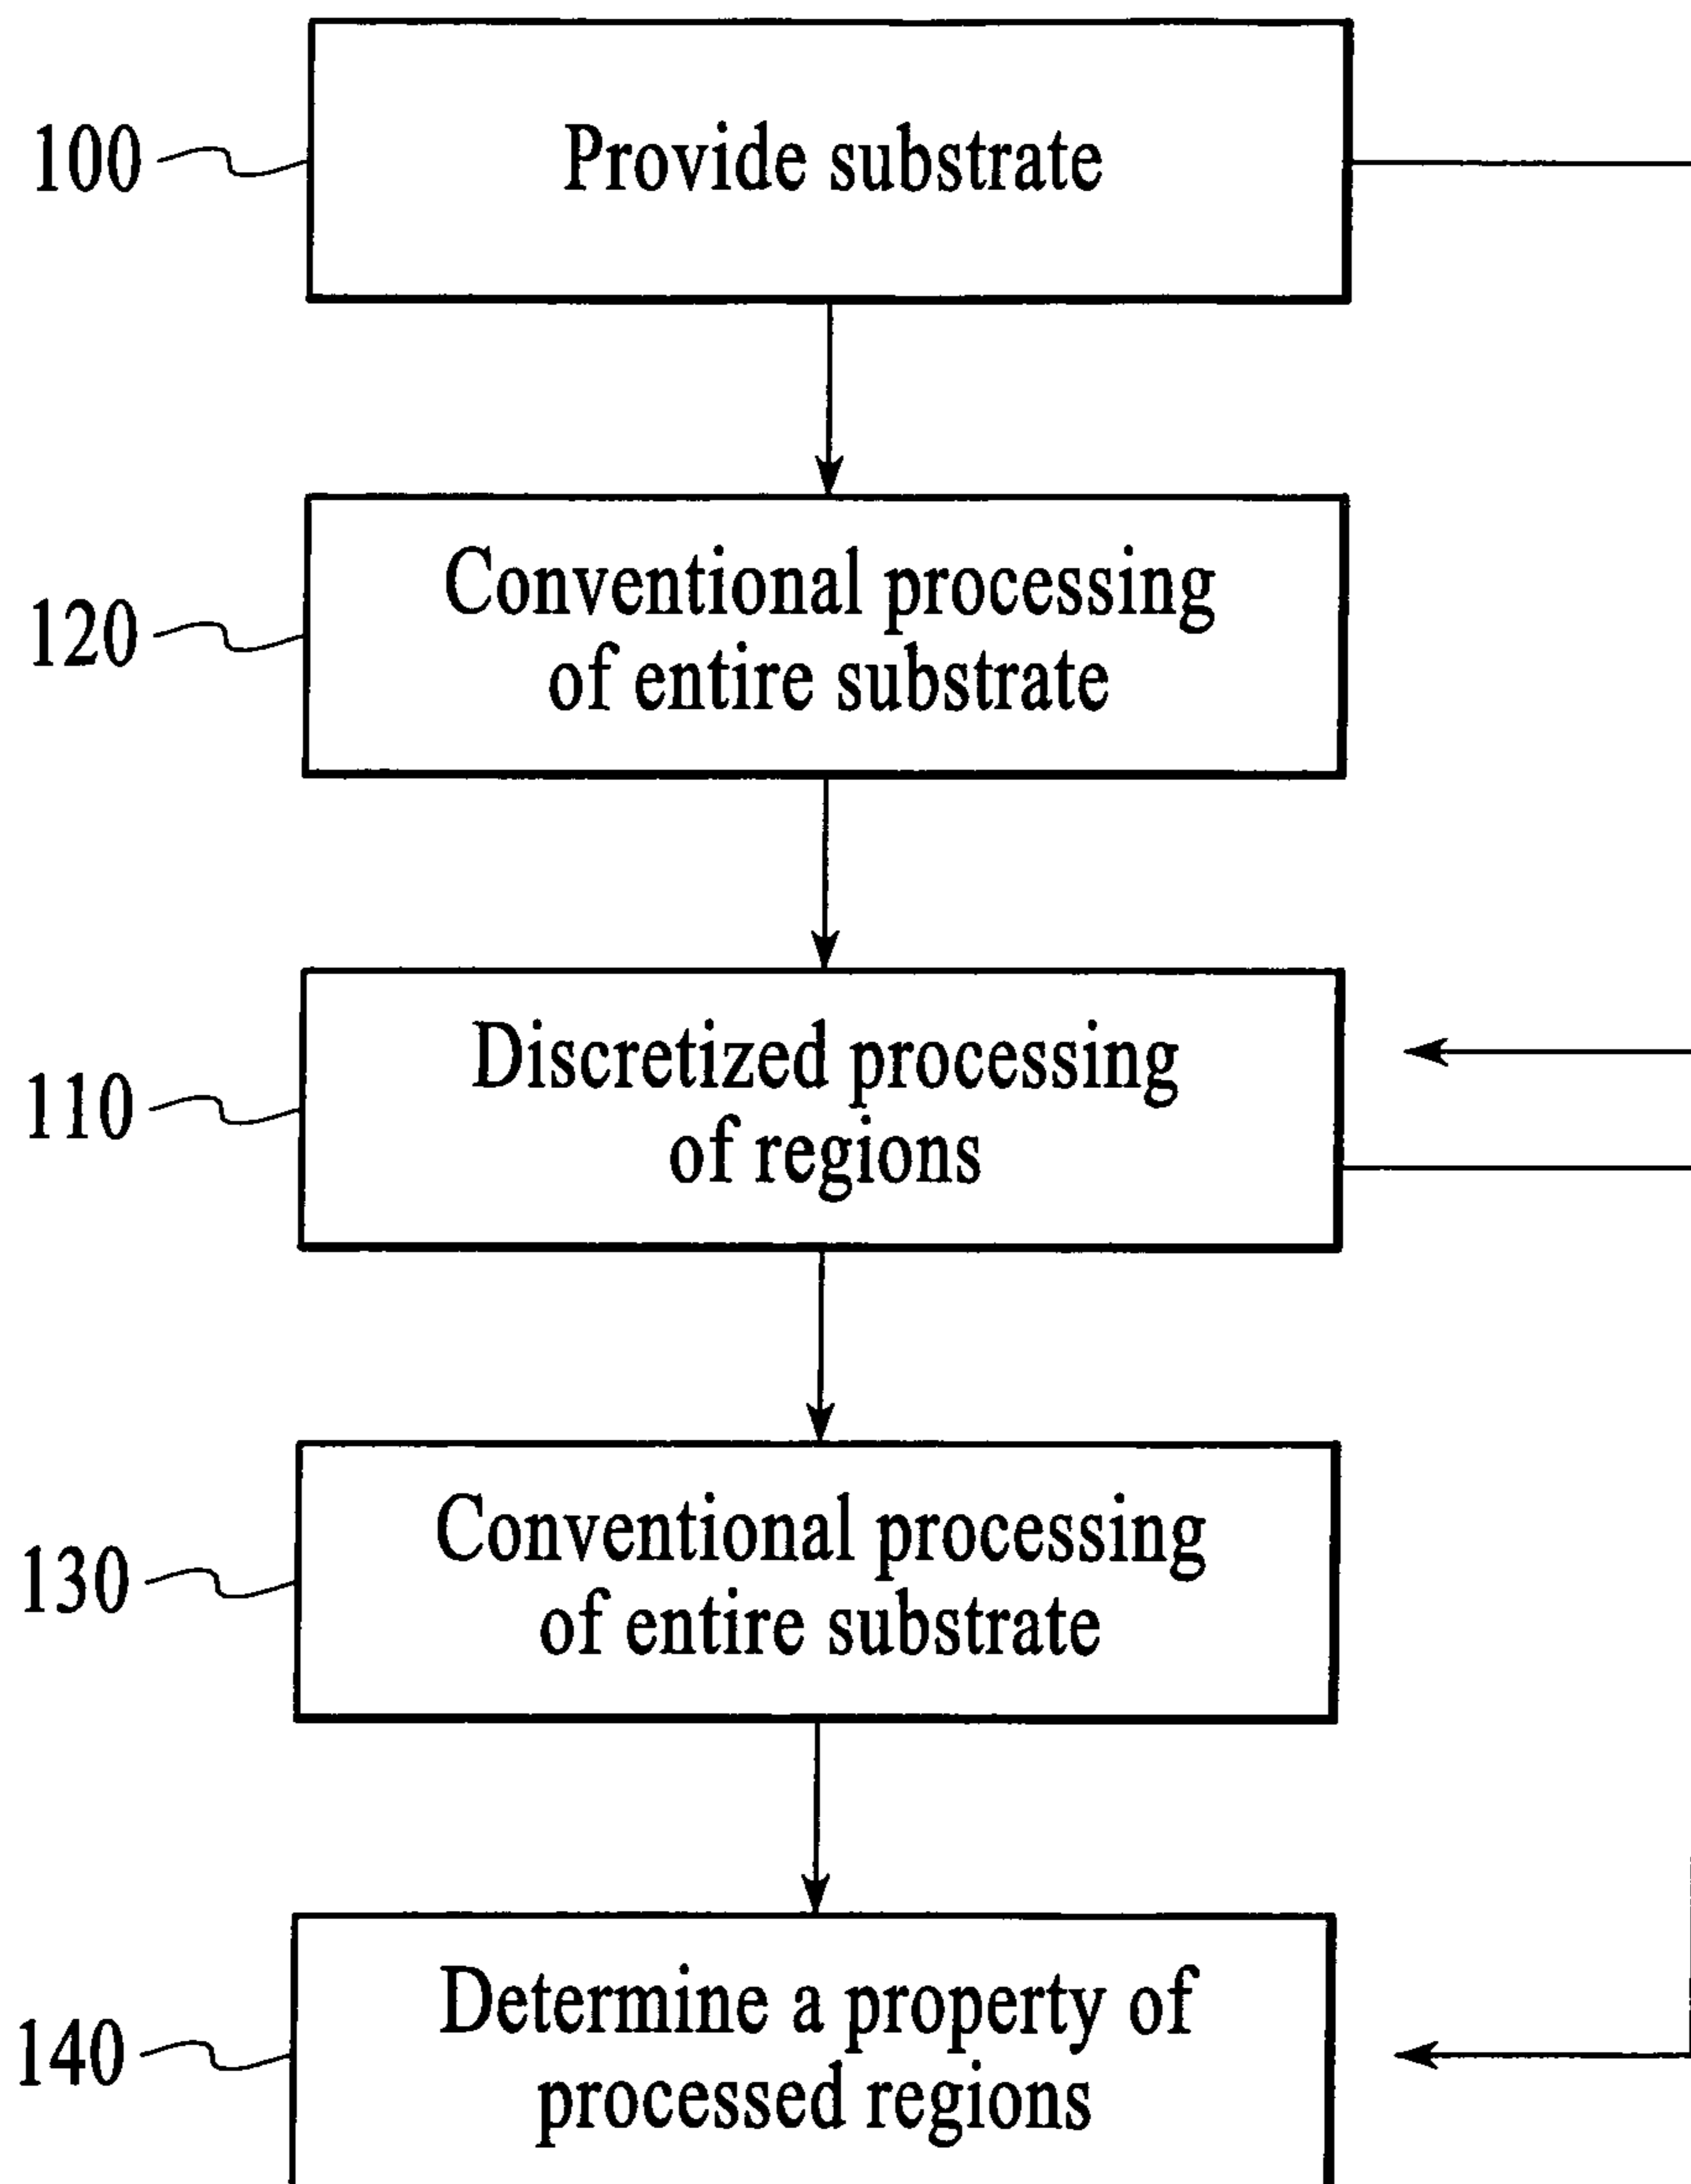 100
Provide substrate
120
Conventional processing
of entire substrate
110
Discretized processing
of regions
130
Conventional processing
of entire substrate
140
Determine a property of
processed regions